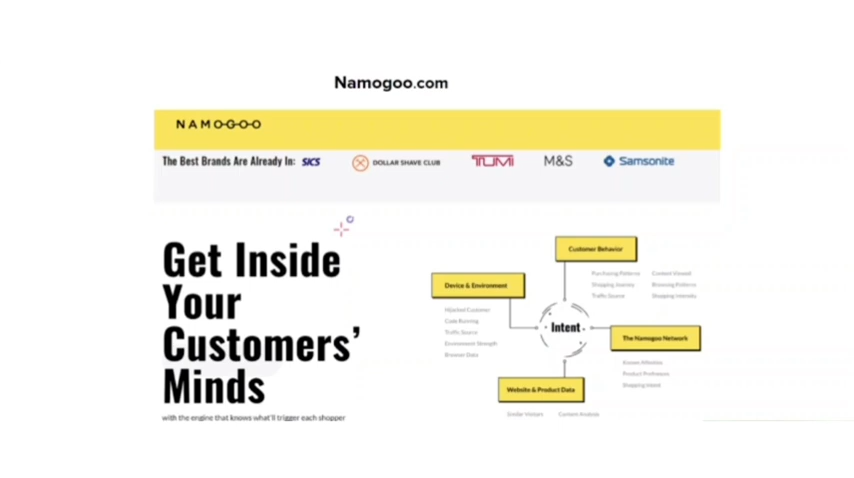 Namogoo.com
NAMOGOO
The Best Brands Are Already In: SICS DOLLAR SHAVE CLUB TUMI M&S Samsonite
Get Inside
Your
Customers’
Minds
with the engine that knows what'll trigger each shopper
Customer Behavior
Purchasing Patterns Content Viewed
Shopping Journey Browsing Patterns
Traffic Source Shopping Intensity
Device & Environment
Hijacked Customer
Code Running
Traffic Source
Environment Strength
Browser Data
Intent
The Namogoo Network
Known Affinities
Product Preference
Shopping Intent
Website & Product Data
Similar Visitors Content Analysis